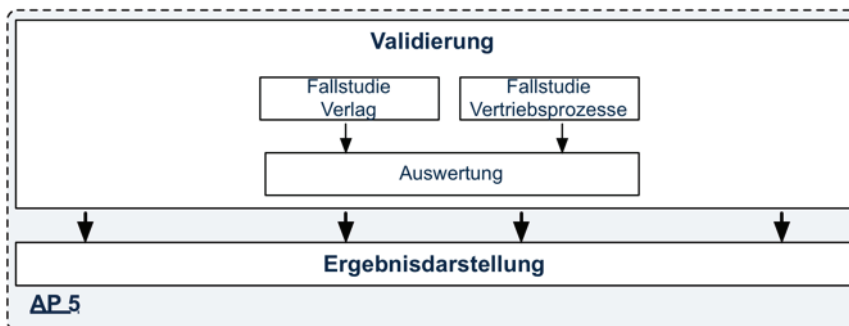 Validierung
Fallstudie
Verlag
Fallstudie
Vertriebsprozesse
Auswertung
Ergebnisdarstellung
AP 5